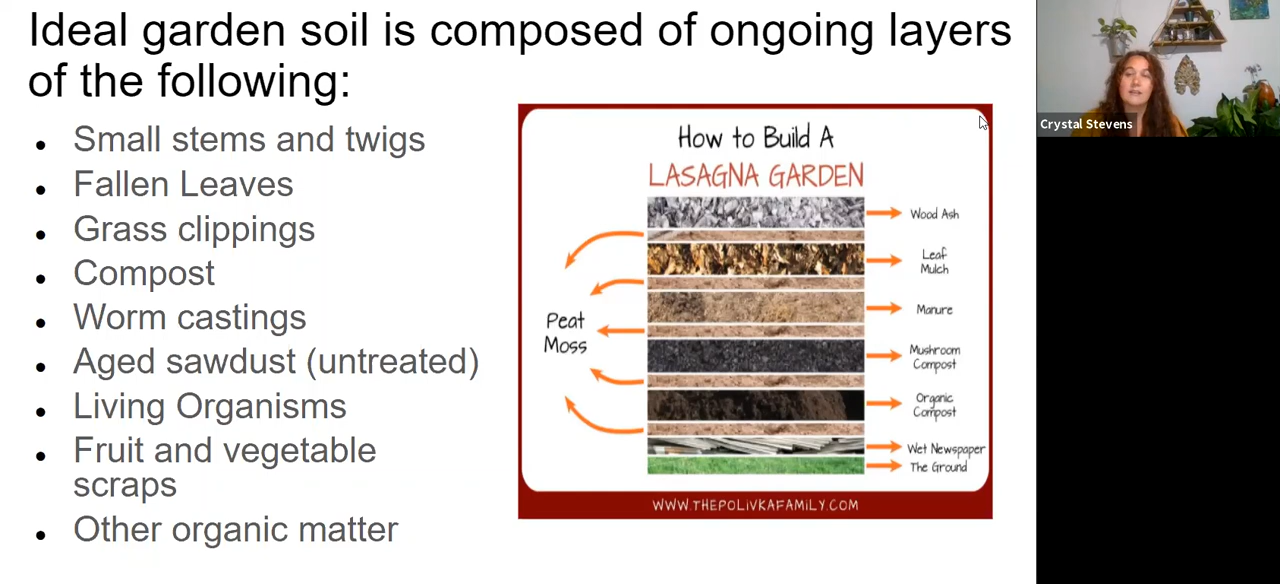 Ideal garden soil is composed of ongoing layers
of the following:
Small stems and twigs
Fallen Leaves
Grass clippings
Compost
Worm castings
Aged sawdust (untreated)
Living Organisms
Fruit and vegetable
scraps
Other organic matter
How to Build A
LASAGNA GARDEN
Wood Ash
Leaf
Mulch
Manure
Mushroom
Compost
Organic
Compost
Wet Newspaper
The Ground
Peat
Moss
WWW.THEPOLIVKAFAMILY.COM
Crystal Stevens